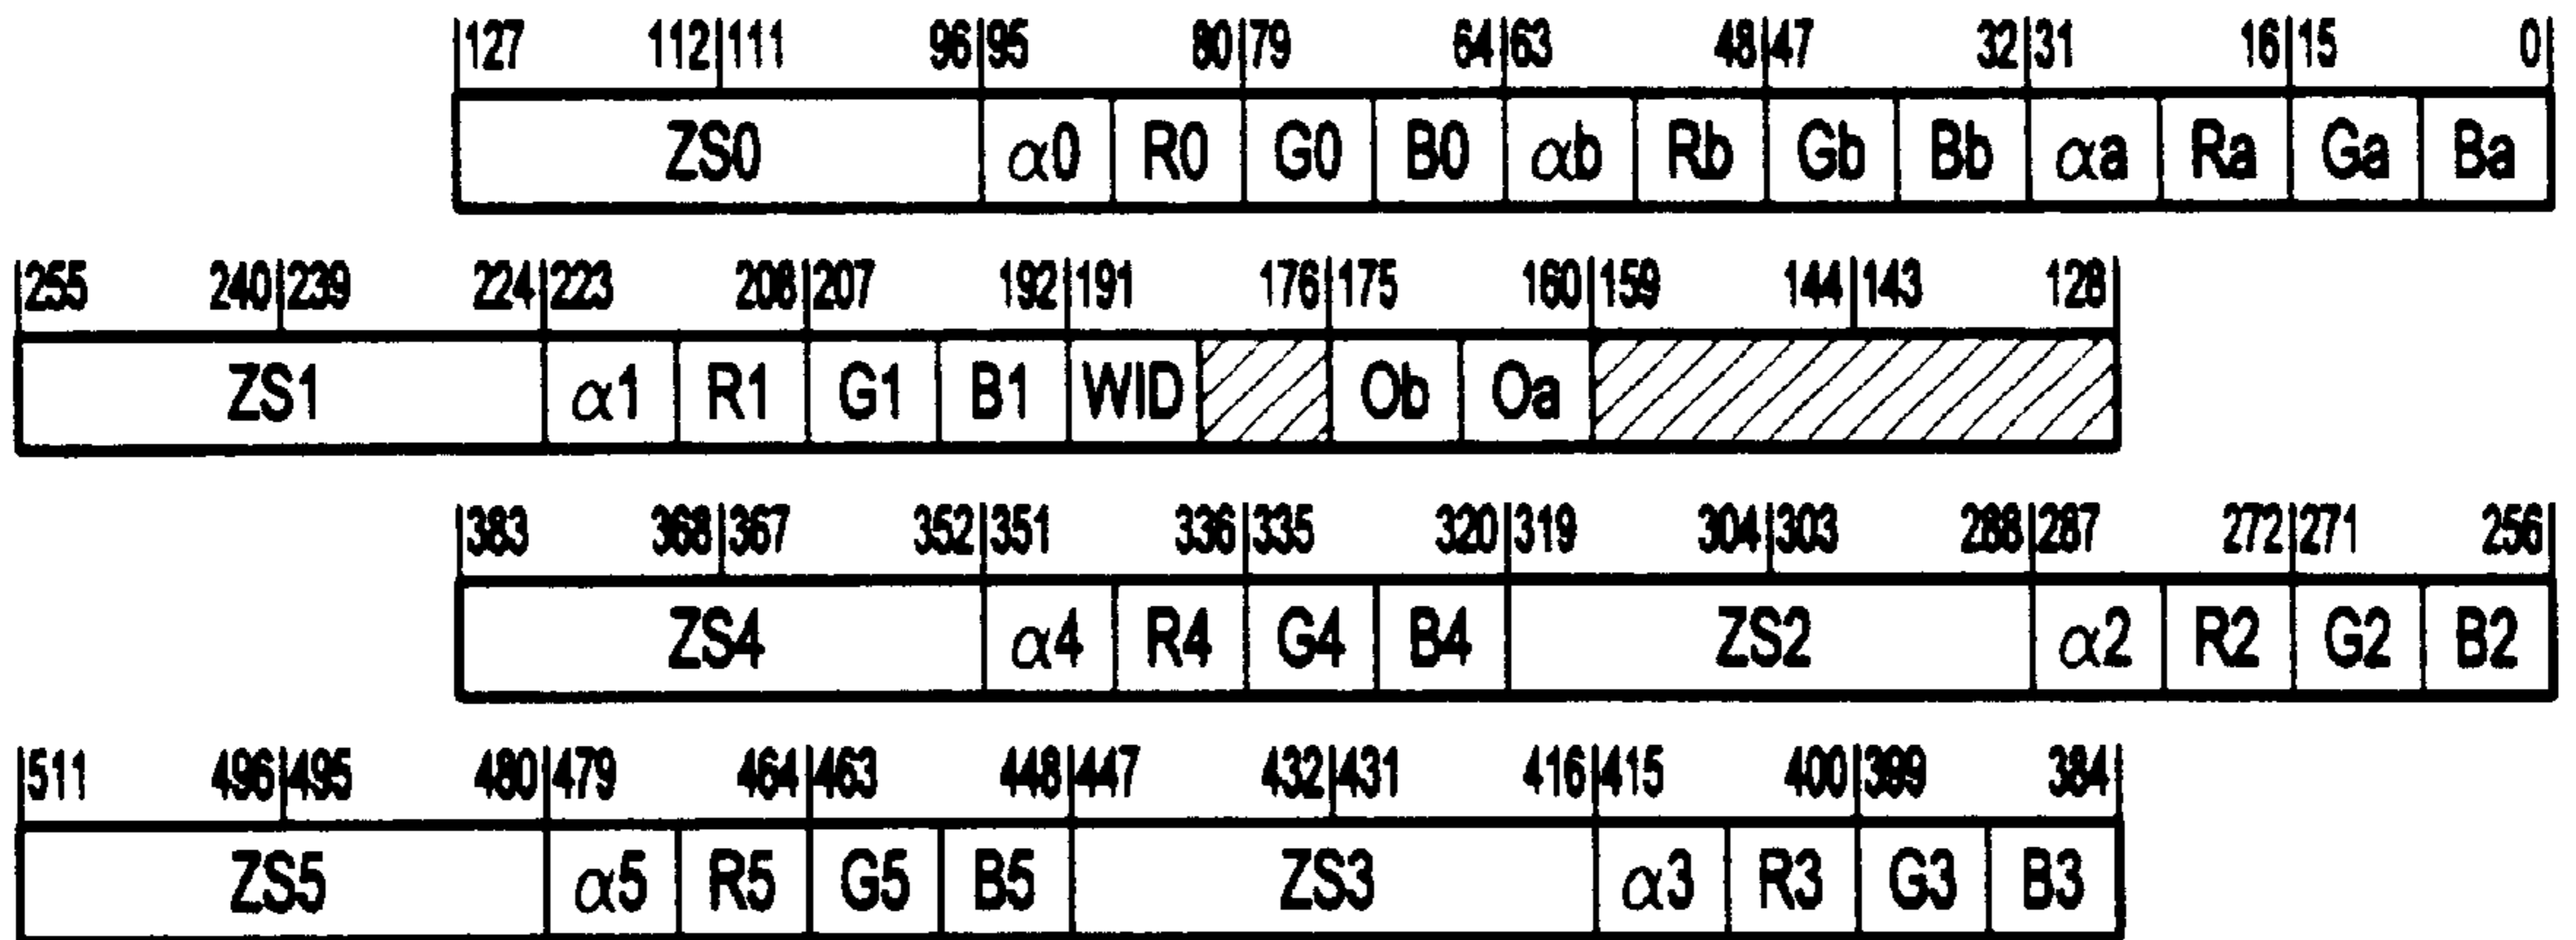 127 112 111 96 95 80 79 64 63 48 47 32 31 16 15 0
ZS0 α0 R0 G0 B0 αb Rb Gb Bb αa Ra Ga Ba
255 240 239 224 223 208 207 192 191 176 175 160 159 144 143 128
ZS1 α1 R1 G1 B1 WID Ob Oa
383 368 367 352 351 336 335 320 319 304 303 288 287 272 271 256
ZS4 α4 R4 G4 B4 ZS2 α2 R2 G2 B2
511 496 495 480 479 464 463 448 447 432 431 416 415 400 399 384
ZS5 α5 R5 G5 B5 ZS3 α3 R3 G3 B3